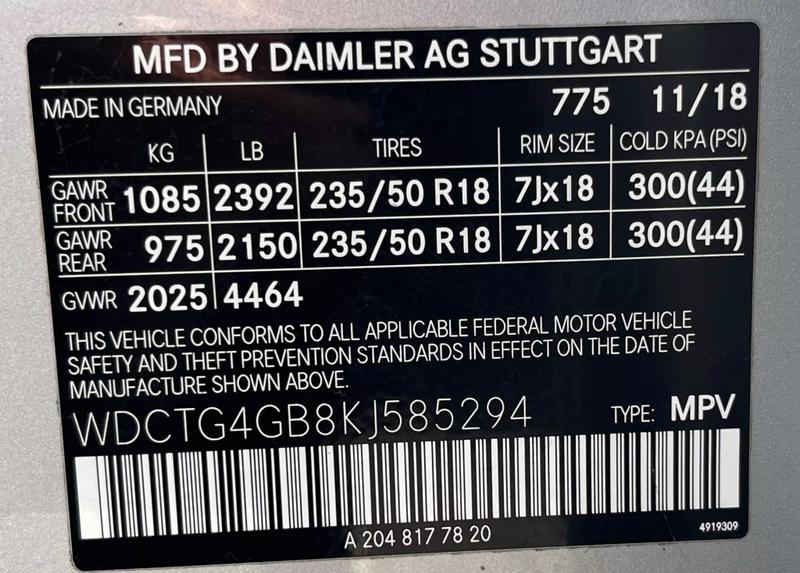 MFD BY DAIMLER AG STUTTGART
MADE IN GERMANY 775 11/18
KG LB TIRES RIM SIZE COLD KPA (PSI)
GAWR FRONT 1085 2392 235/50 R18 7Jx18 300(44)
GAWR REAR 975 2150 235/50 R18 7Jx18 300(44)
GVWR 2025 4464
THIS VEHICLE CONFORMS TO ALL APPLICABLE FEDERAL MOTOR VEHICLE
SAFETY AND THEFT PREVENTION STANDARDS IN EFFECT ON THE DATE OF
MANUFACTURE SHOWN ABOVE.
WDCTG4GB8KJ585294 TYPE: MPV
A 204 817 78 20 4919309